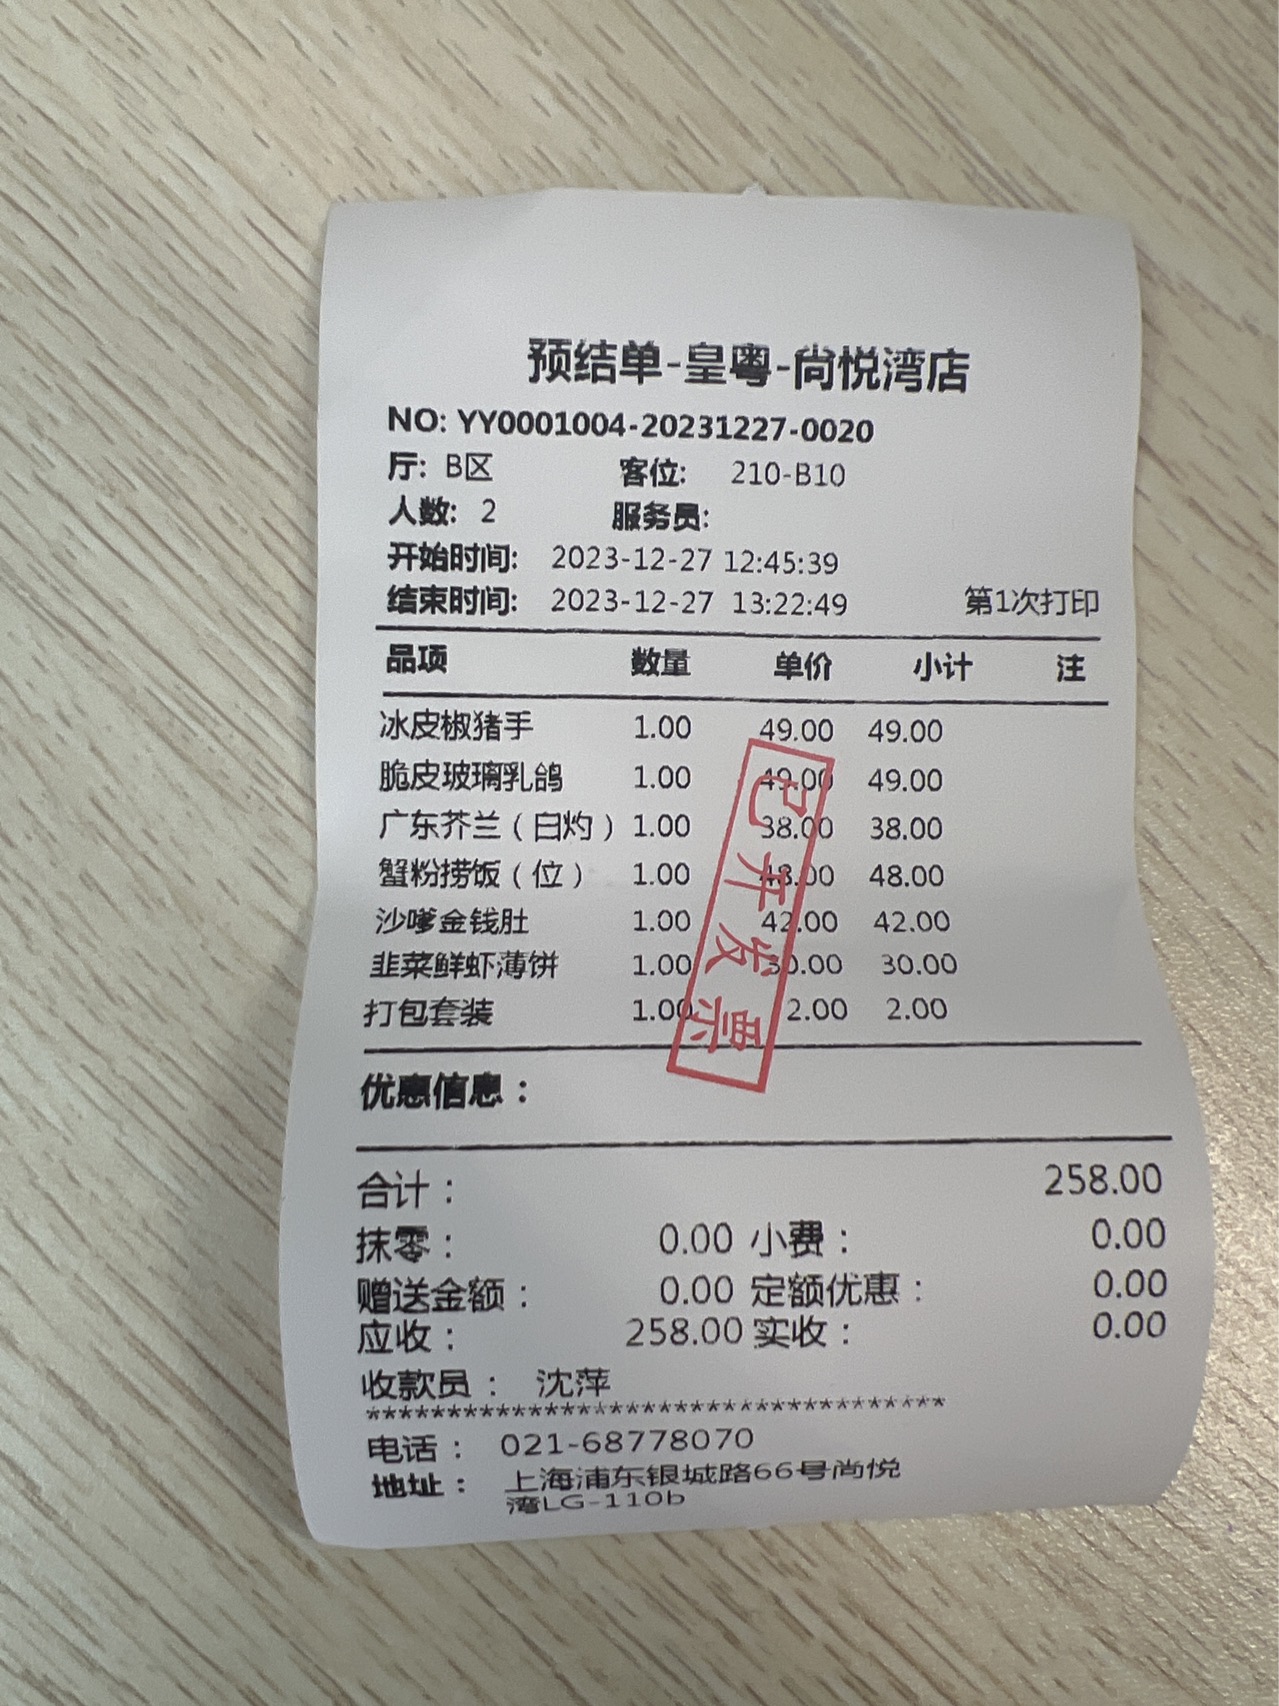 预结单-皇粤-尚悦湾店
NO: YY0001004-20231227-0020
厅: B区 客位: 210-B10
人数: 2 服务员:
开始时间: 2023-12-27 12:45:39
结束时间: 2023-12-27 13:22:49 第1次打印
品项 数量 单价 小计 注
冰皮椒猪手 1.00 49.00 49.00
脆皮玻璃乳鸽 1.00 49.00 49.00
广东芥兰（白灼） 1.00 38.00 38.00
蟹粉捞饭（位） 1.00 48.00 48.00
沙嗲金钱肚 1.00 42.00 42.00
韭菜鲜虾薄饼 1.00 30.00 30.00
打包套装 1.00 2.00 2.00
已开发票
优惠信息：
合计： 258.00
抹零： 0.00 小费： 0.00
赠送金额： 0.00 定额优惠： 0.00
应收： 258.00 实收： 0.00
收款员： 沈萍
************************************
电话： 021-68778070
地址： 上海浦东银城路66号尚悦
湾LG-110b